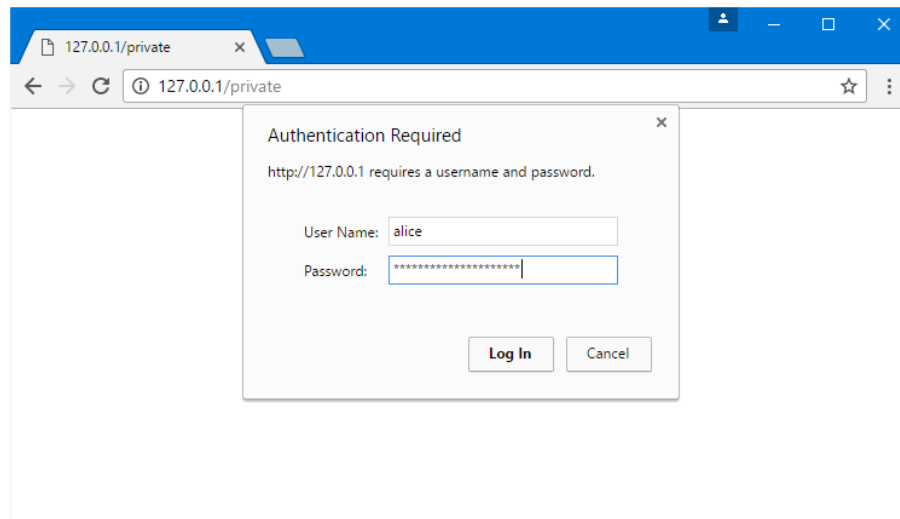 127.0.0.1/private
127.0.0.1/private
Authentication Required
http://127.0.0.1 requires a username and password.
User Name: alice
Password: *********************
Log In Cancel